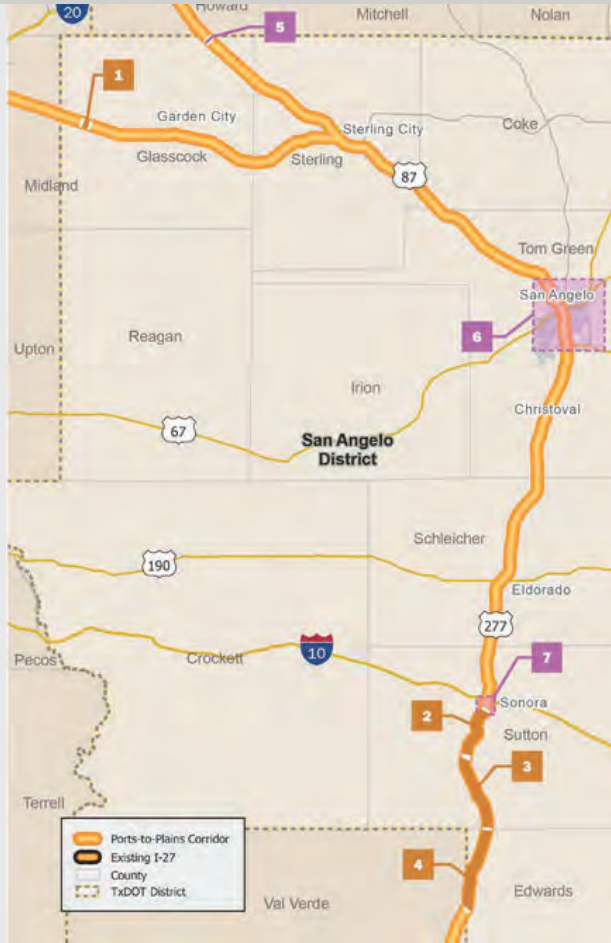 20
Howard
Mitchell
Nolan
5
1
Garden City
Sterling City
Coke
Glasscock
Sterling
87
Midland
Tom Green
San Angelo
6
Reagan
Upton
Irion
Christoval
67
San Angelo
District
Schleicher
190
Eldorado
277
10
Pecos
Crockett
7
Sonora
2
Sutton
3
Terrell
Ports-to-Plains Corridor
Existing I-27
County
TxDOT District
4
Val Verde
Edwards